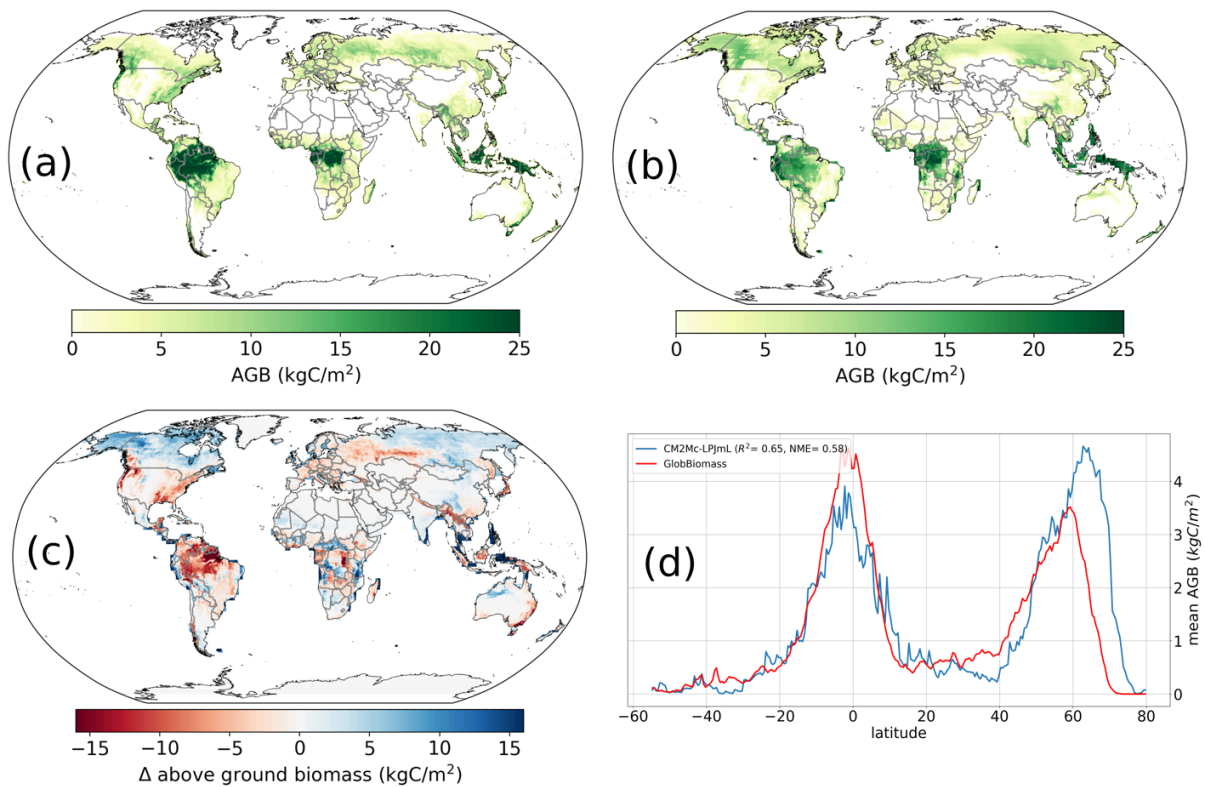 (a)
(b)
0 5 10 15 20 25
AGB (kgC/m²)
0 5 10 15 20 25
AGB (kgC/m²)
(c)
−15 −10 −5 0 5 10 15
Δ above ground biomass (kgC/m²)
CM2Mc-LPJmL (R²= 0.65, NME= 0.58)
GlobBiomass
(d)
4
3
2
1
0
mean AGB (kgC/m²)
−60 −40 −20 0 20 40 60 80
latitude